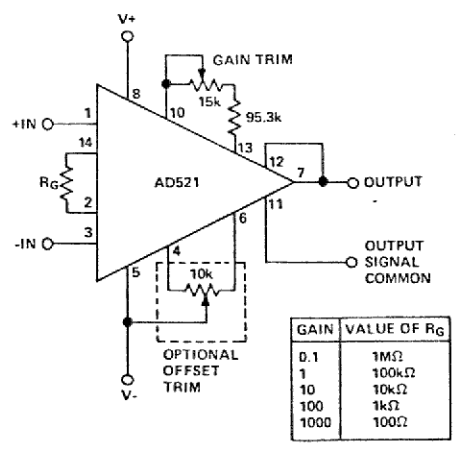 V+
GAIN TRIM
8
10
15k
95.3k
+IN
1
13
14
12
7
RG
AD521
OUTPUT
2
11
6
-IN
3
4
OUTPUT
SIGNAL
COMMON
5
10k
OPTIONAL
OFFSET
TRIM
V-
GAIN VALUE OF RG
0.1 1MΩ
1 100kΩ
10 10kΩ
100 1kΩ
1000 100Ω